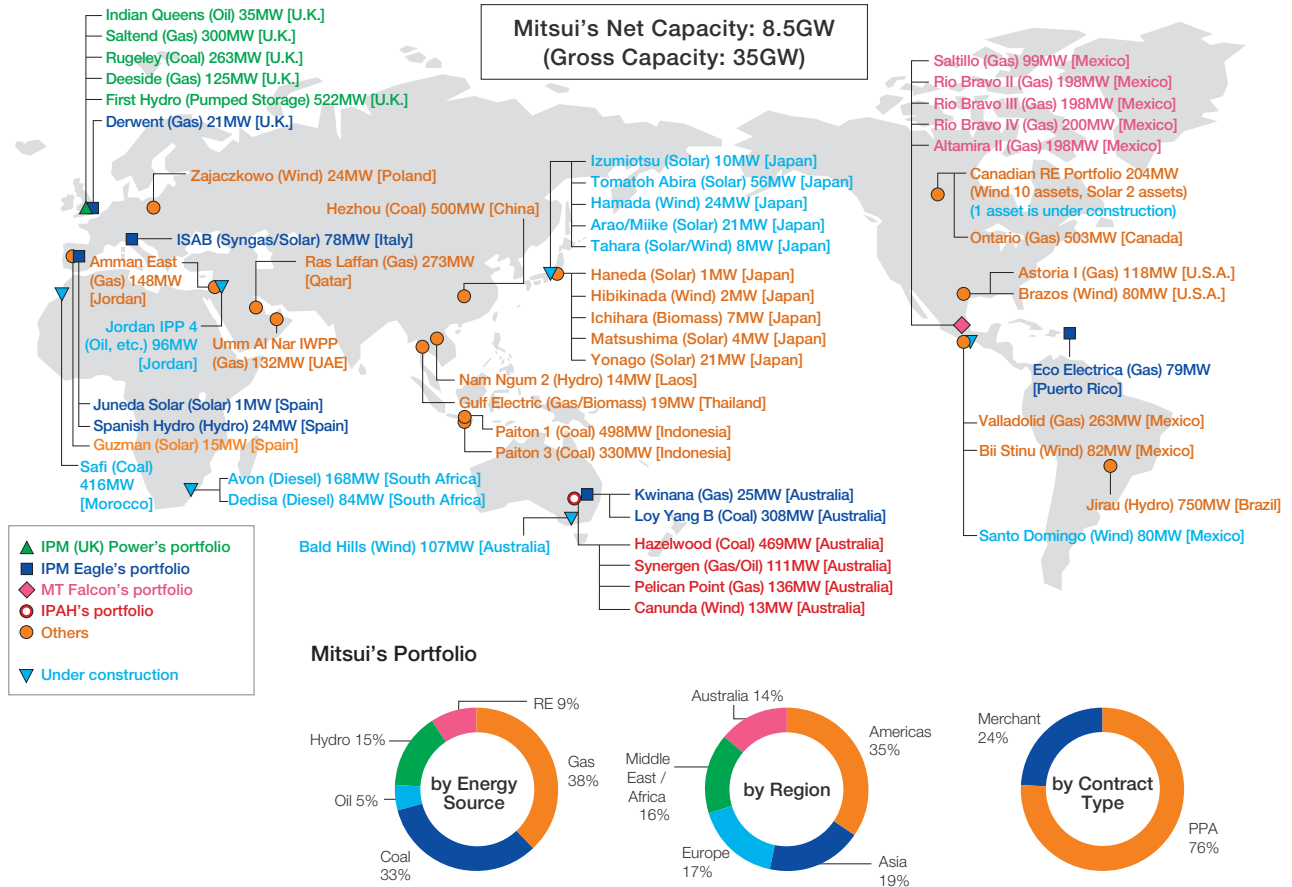 Mitsui's Net Capacity: 8.5GW
(Gross Capacity: 35GW)
Indian Queens (Oil) 35MW [U.K.]
Saltend (Gas) 300MW [U.K.]
Rugeley (Coal) 263MW [U.K.]
Deeside (Gas) 125MW [U.K.]
First Hydro (Pumped Storage) 522MW [U.K.]
Derwent (Gas) 21MW [U.K.]
Zajaczkowo (Wind) 24MW [Poland]
Hezhou (Coal) 500MW [China]
ISAB (Syngas/Solar) 78MW [Italy]
Amman East
(Gas) 148MW
[Jordan]
Ras Laffan (Gas) 273MW
[Qatar]
Jordan IPP 4
(Oil, etc.) 96MW
[Jordan]
Umm Al Nar IWPP
(Gas) 132MW [UAE]
Juneda Solar (Solar) 1MW [Spain]
Spanish Hydro (Hydro) 24MW [Spain]
Guzman (Solar) 15MW [Spain]
Safi (Coal)
416MW
[Morocco]
Avon (Diesel) 168MW [South Africa]
Dedisa (Diesel) 84MW [South Africa]
Izumiotsu (Solar) 10MW [Japan]
Tomatoh Abira (Solar) 56MW [Japan]
Hamada (Wind) 24MW [Japan]
Arao/Miike (Solar) 21MW [Japan]
Tahara (Solar/Wind) 8MW [Japan]
Haneda (Solar) 1MW [Japan]
Hibikinada (Wind) 2MW [Japan]
Ichihara (Biomass) 7MW [Japan]
Matsushima (Solar) 4MW [Japan]
Yonago (Solar) 21MW [Japan]
Nam Ngum 2 (Hydro) 14MW [Laos]
Gulf Electric (Gas/Biomass) 19MW [Thailand]
Paiton 1 (Coal) 498MW [Indonesia]
Paiton 3 (Coal) 330MW [Indonesia]
Kwinana (Gas) 25MW [Australia]
Loy Yang B (Coal) 308MW [Australia]
Bald Hills (Wind) 107MW [Australia]
Hazelwood (Coal) 469MW [Australia]
Synergen (Gas/Oil) 111MW [Australia]
Pelican Point (Gas) 136MW [Australia]
Canunda (Wind) 13MW [Australia]
Saltillo (Gas) 99MW [Mexico]
Rio Bravo II (Gas) 198MW [Mexico]
Rio Bravo III (Gas) 198MW [Mexico]
Rio Bravo IV (Gas) 200MW [Mexico]
Altamira II (Gas) 198MW [Mexico]
Canadian RE Portfolio 204MW
(Wind 10 assets, Solar 2 assets)
(1 asset is under construction)
Ontario (Gas) 503MW [Canada]
Astoria I (Gas) 118MW [U.S.A.]
Brazos (Wind) 80MW [U.S.A.]
Eco Electrica (Gas) 79MW
[Puerto Rico]
Valladolid (Gas) 263MW [Mexico]
Bii Stinu (Wind) 82MW [Mexico]
Jirau (Hydro) 750MW [Brazil]
Santo Domingo (Wind) 80MW [Mexico]
IPM (UK) Power's portfolio
IPM Eagle's portfolio
MT Falcon's portfolio
IPAH's portfolio
Others
Under construction
Mitsui's Portfolio
by Energy
Source
RE 9%
Hydro 15%
Oil 5%
Coal
33%
Gas
38%
by Region
Australia 14%
Middle
East /
Africa
16%
Europe
17%
Asia
19%
Americas
35%
by Contract
Type
Merchant
24%
PPA
76%